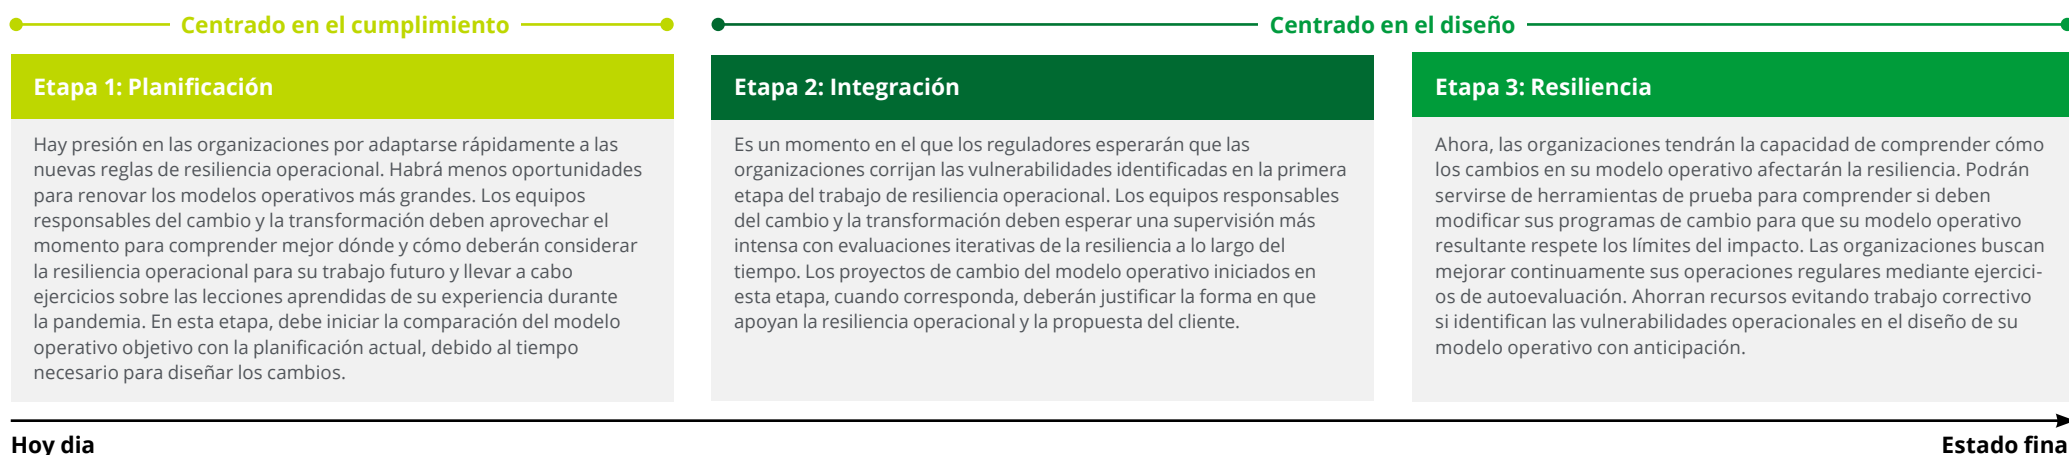 Centrado en el cumplimiento
Centrado en el diseño
Etapa 1: Planificación
Hay presión en las organizaciones por adaptarse rápidamente a las
nuevas reglas de resiliencia operacional. Habrá menos oportunidades
para renovar los modelos operativos más grandes. Los equipos
responsables del cambio y la transformación deben aprovechar el
momento para comprender mejor dónde y cómo deberán considerar
la resiliencia operacional para su trabajo futuro y llevar a cabo
ejercicios sobre las lecciones aprendidas de su experiencia durante
la pandemia. En esta etapa, debe iniciar la comparación del modelo
operativo objetivo con la planificación actual, debido al tiempo
necesario para diseñar los cambios.
Etapa 2: Integración
Es un momento en el que los reguladores esperarán que las
organizaciones corrijan las vulnerabilidades identificadas en la primera
etapa del trabajo de resiliencia operacional. Los equipos responsables
del cambio y la transformación deben esperar una supervisión más
intensa con evaluaciones iterativas de la resiliencia a lo largo del
tiempo. Los proyectos de cambio del modelo operativo iniciados en
esta etapa, cuando corresponda, deberán justificar la forma en que
apoyan la resiliencia operacional y la propuesta del cliente.
Etapa 3: Resiliencia
Ahora, las organizaciones tendrán la capacidad de comprender cómo
los cambios en su modelo operativo afectarán la resiliencia. Podrán
servirse de herramientas de prueba para comprender si deben
modificar sus programas de cambio para que su modelo operativo
resultante respete los límites del impacto. Las organizaciones buscan
mejorar continuamente sus operaciones regulares mediante ejercici-
os de autoevaluación. Ahorran recursos evitando trabajo correctivo
si identifican las vulnerabilidades operacionales en el diseño de su
modelo operativo con anticipación.
Hoy dia
Estado fina